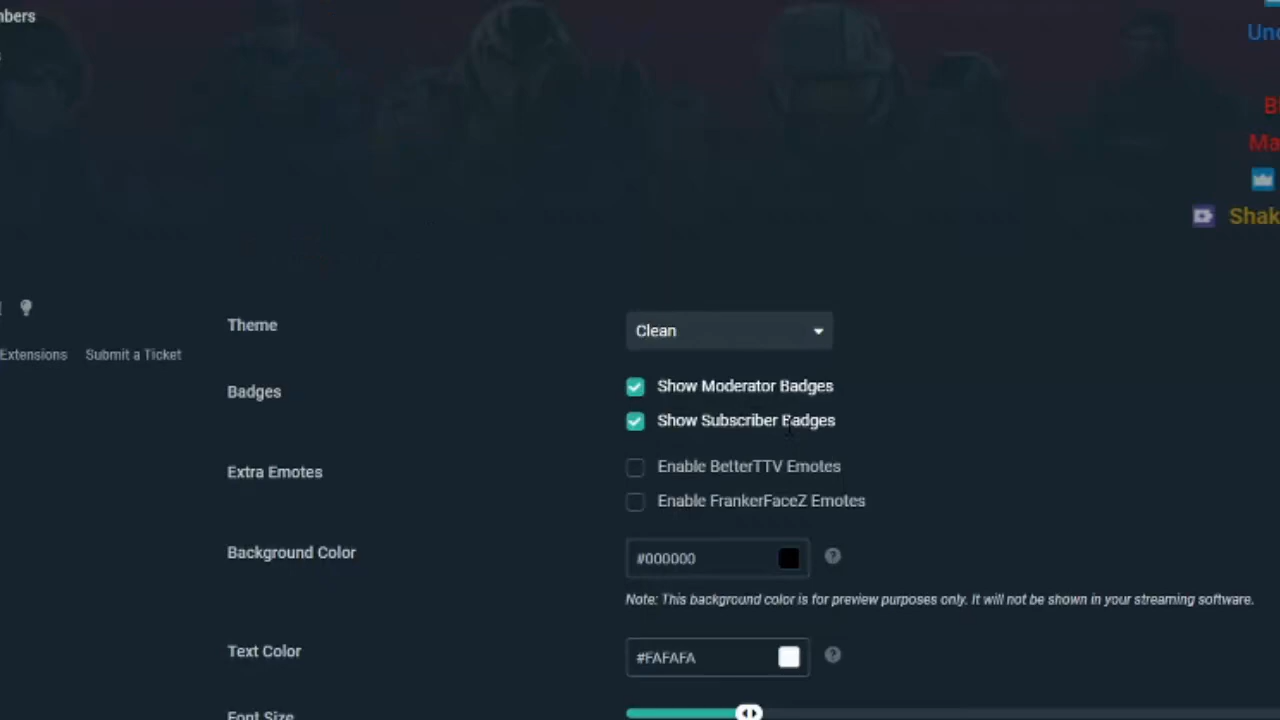 Theme
Clean
Extensions
Submit a Ticket
Badges
Show Moderator Badges
Show Subscriber Badges
Extra Emotes
Enable BetterTTV Emotes
Enable FrankerFaceZ Emotes
Background Color
#000000
Note: This background color is for preview purposes only. It will not be shown in your streaming software.
Text Color
#FAFAFA
Font Size